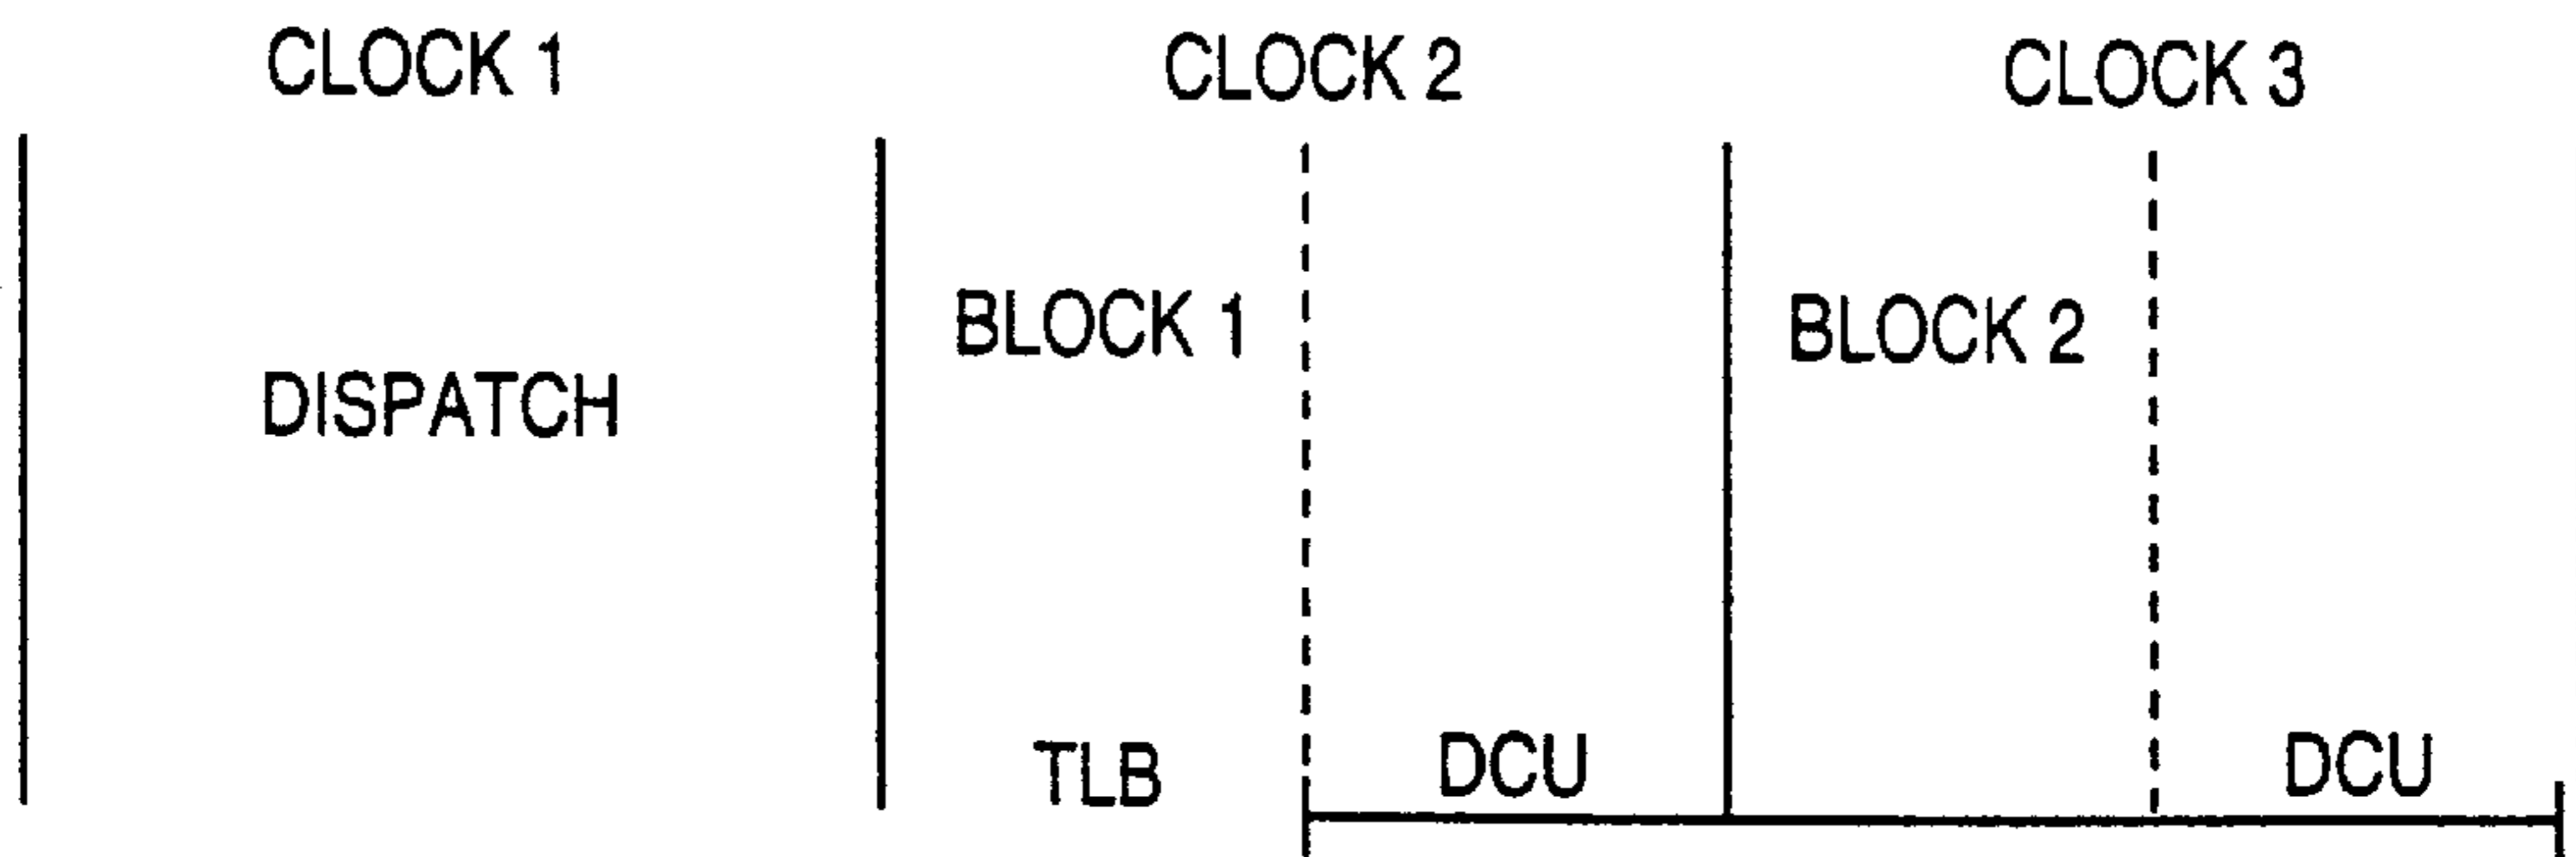 CLOCK 1 CLOCK 2 CLOCK 3
BLOCK 1 BLOCK 2
DISPATCH
TLB DCU DCU